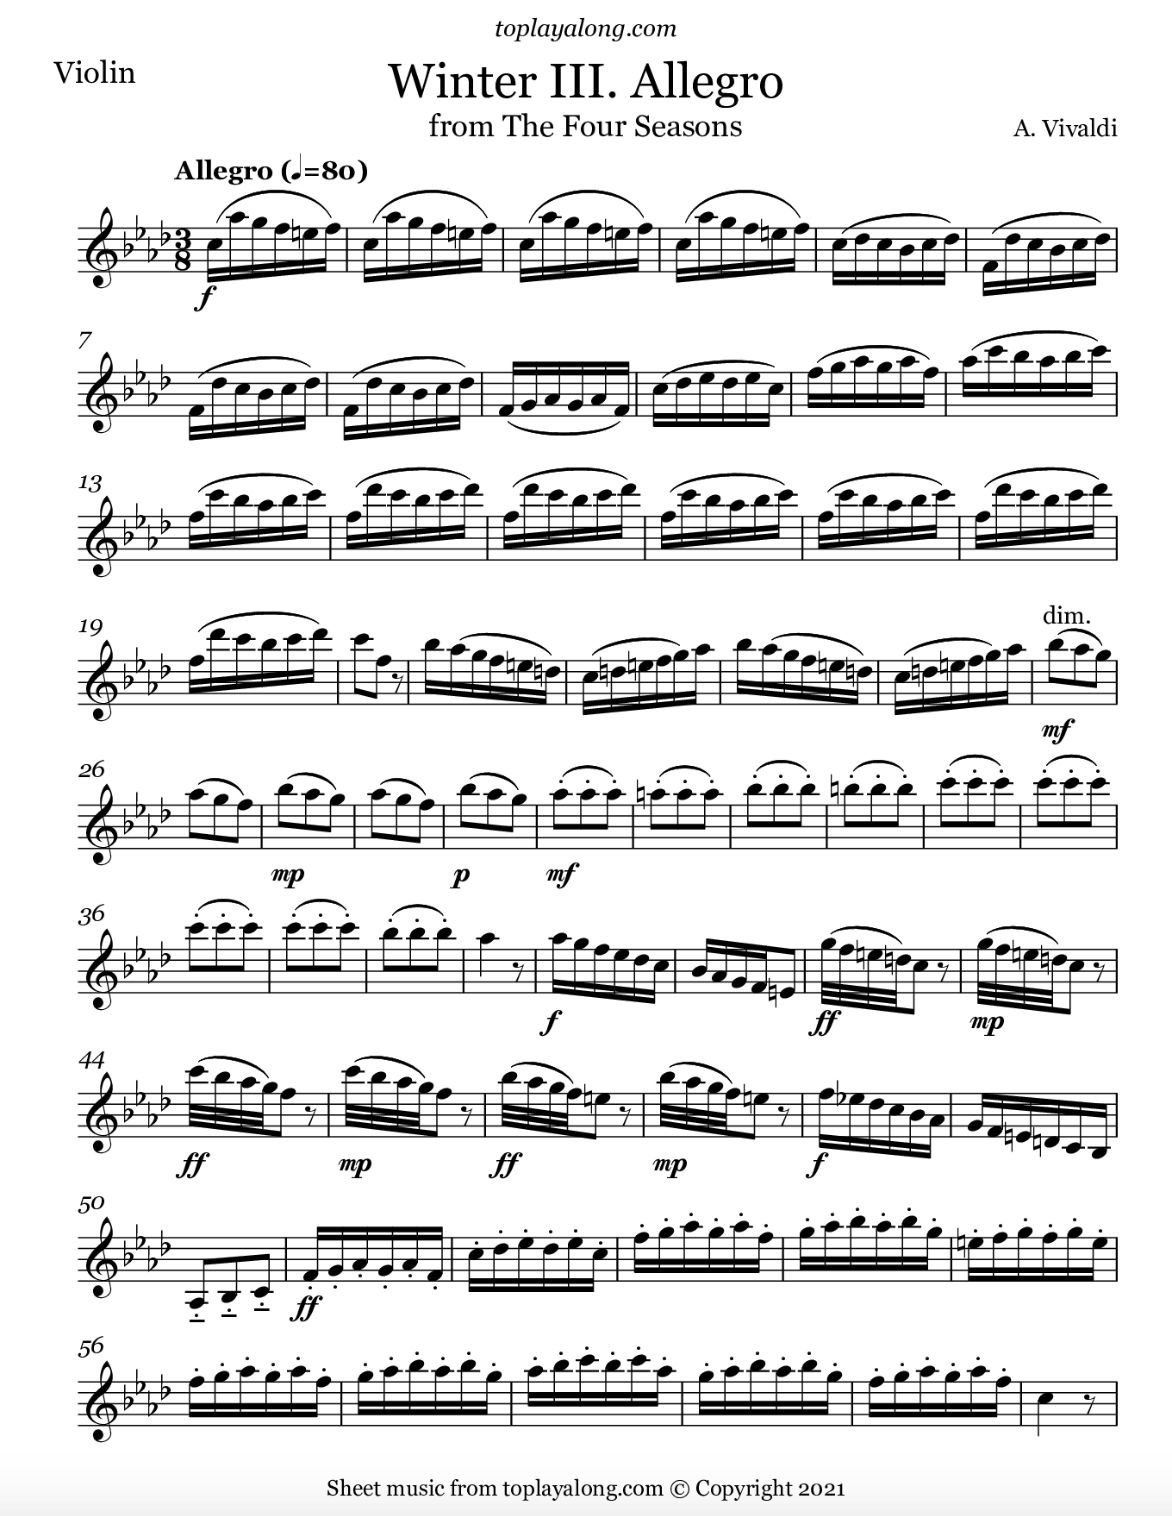 toplayalong.com
Violin
Winter III. Allegro
from The Four Seasons
A. Vivaldi
Allegro (♩=80)
3
8
f
7
13
19
dim.
mf
26
mp
p
mf
36
f
ff
mp
44
ff
mp
ff
mp
f
50
ff
56
Sheet music from toplayalong.com © Copyright 2021